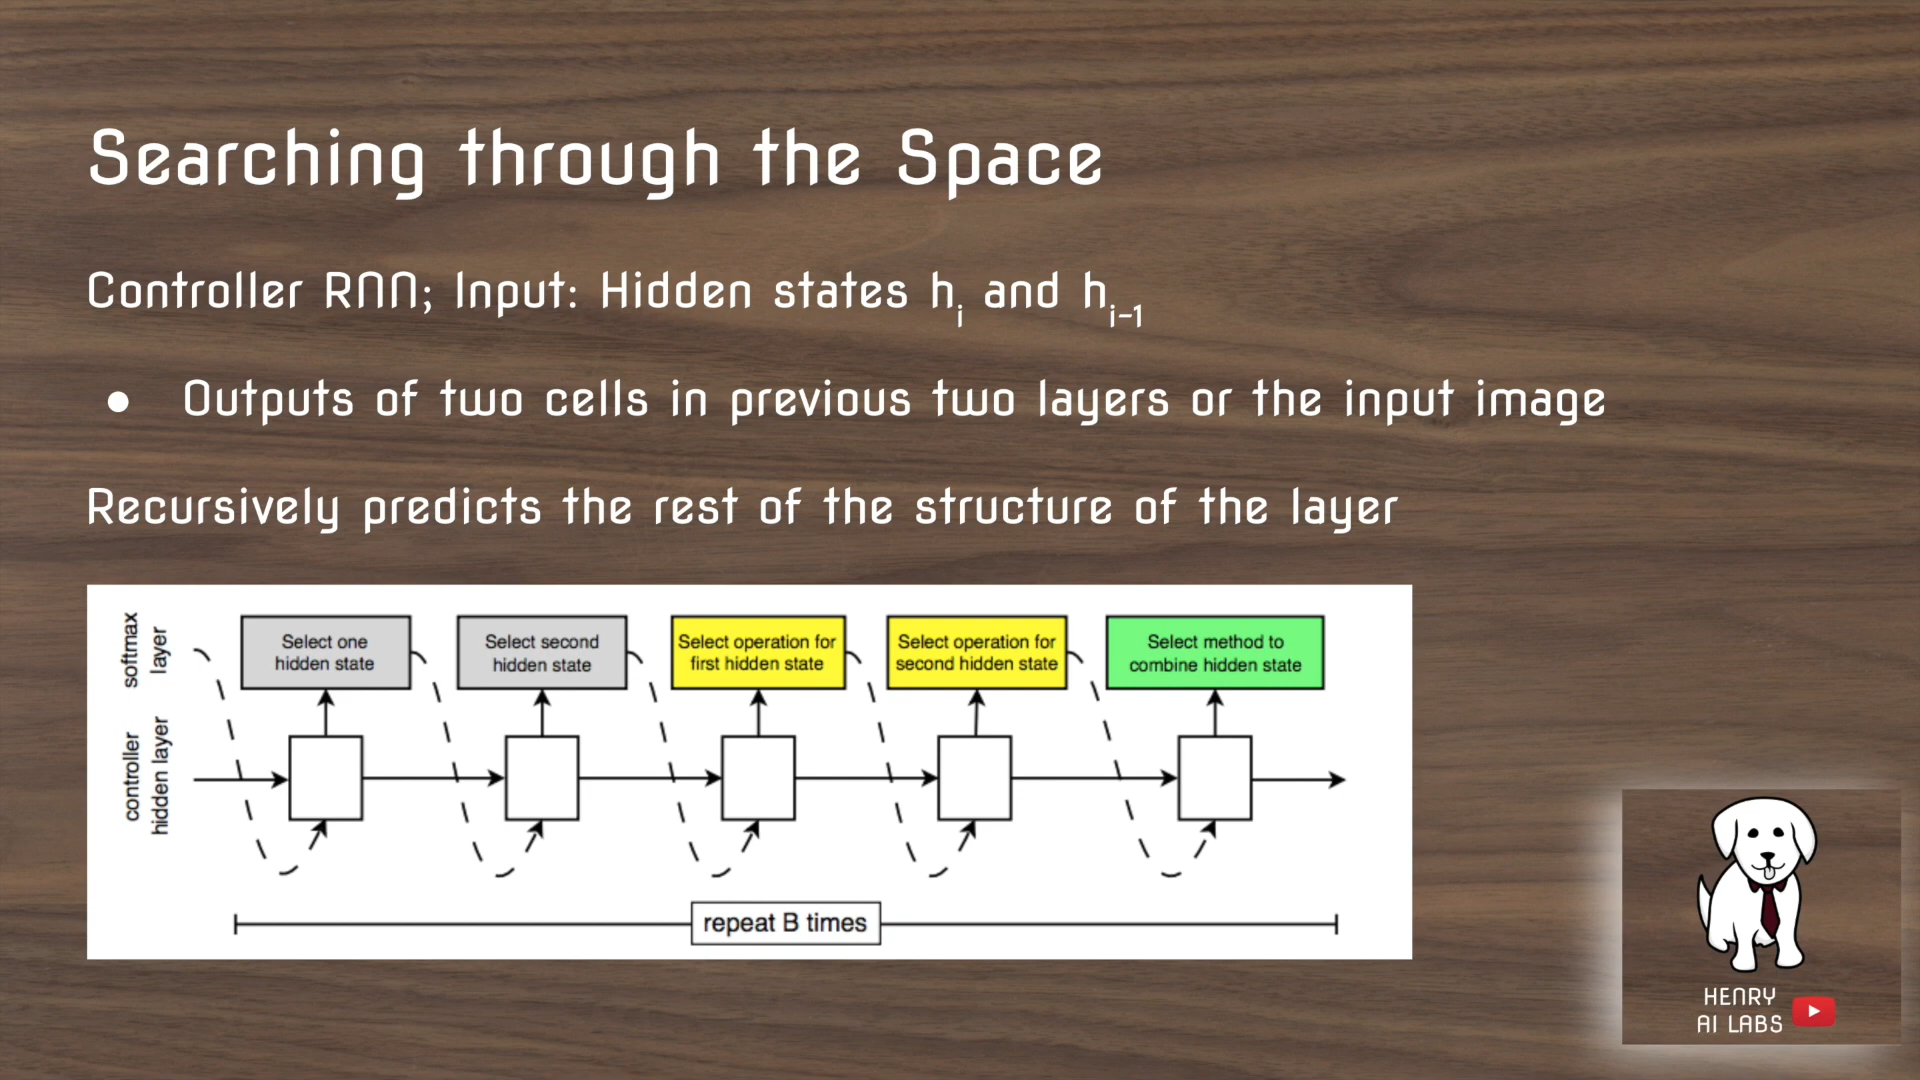 Searching through the Space
Controller RNN; Input: Hidden states hᵢ and hᵢ₋₁
● Outputs of two cells in previous two layers or the input image
Recursively predicts the rest of the structure of the layer
softmax
layer
Select one
hidden state
Select second
hidden state
Select operation for
first hidden state
Select operation for
second hidden state
Select method to
combine hidden state
controller
hidden layer
repeat B times
HENRY
AI LABS